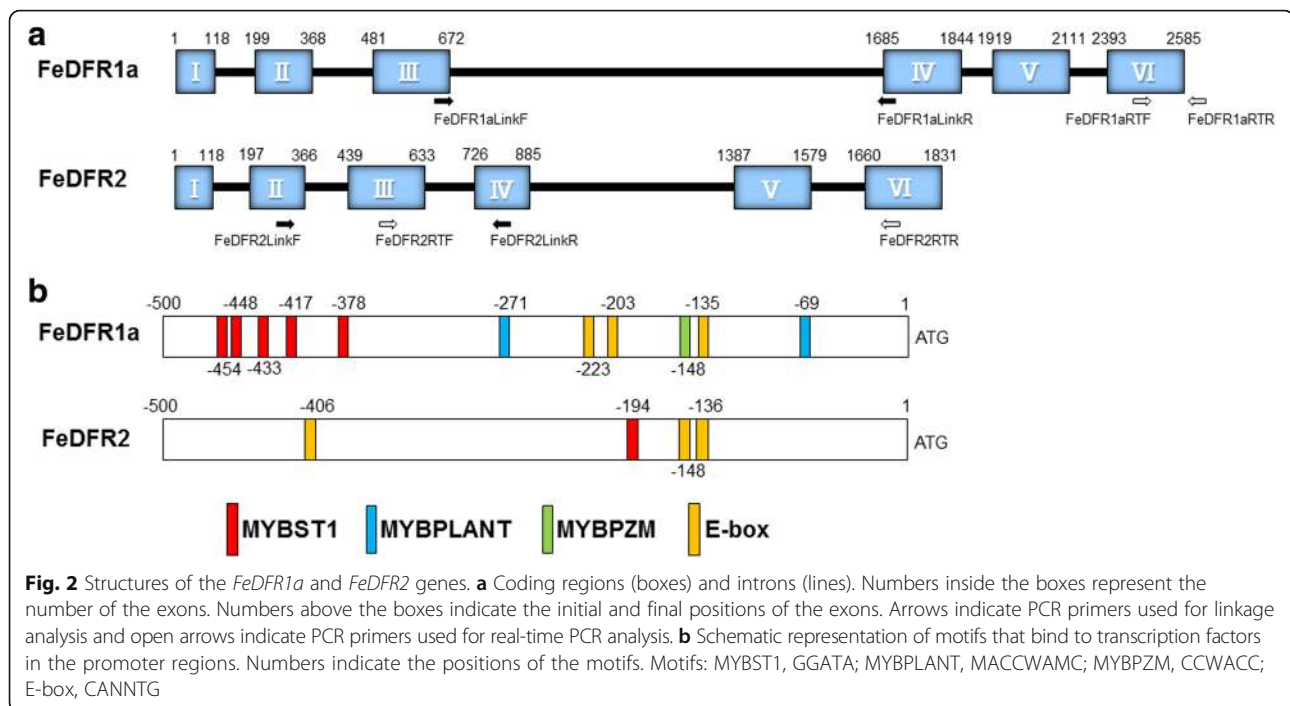 a
1 118 199 368 481 672 1685 1844 1919 2111 2393 2585
FeDFR1a
I II III IV V VI
FeDFR1aLinkF FeDFR1aLinkR FeDFR1aRTF FeDFR1aRTR
1 118 197 366 439 633 726 885 1387 1579 1660 1831
FeDFR2
I II III IV V VI
FeDFR2LinkF FeDFR2RTF FeDFR2LinkR FeDFR2RTR
b
-500 -448 -417 -378 -271 -203 -135 -69 1
FeDFR1a ATG
-454 -433 -223 -148
-500 -406 -194 -136 1
FeDFR2 ATG
-148
MYBST1 MYBPLANT MYBPZM E-box
Fig. 2 Structures of the FeDFR1a and FeDFR2 genes. a Coding regions (boxes) and introns (lines). Numbers inside the boxes represent the
number of the exons. Numbers above the boxes indicate the initial and final positions of the exons. Arrows indicate PCR primers used for linkage
analysis and open arrows indicate PCR primers used for real-time PCR analysis. b Schematic representation of motifs that bind to transcription factors
in the promoter regions. Numbers indicate the positions of the motifs. Motifs: MYBST1, GGATA; MYBPLANT, MACCWAMC; MYBPZM, CCWACC;
E-box, CANNTG